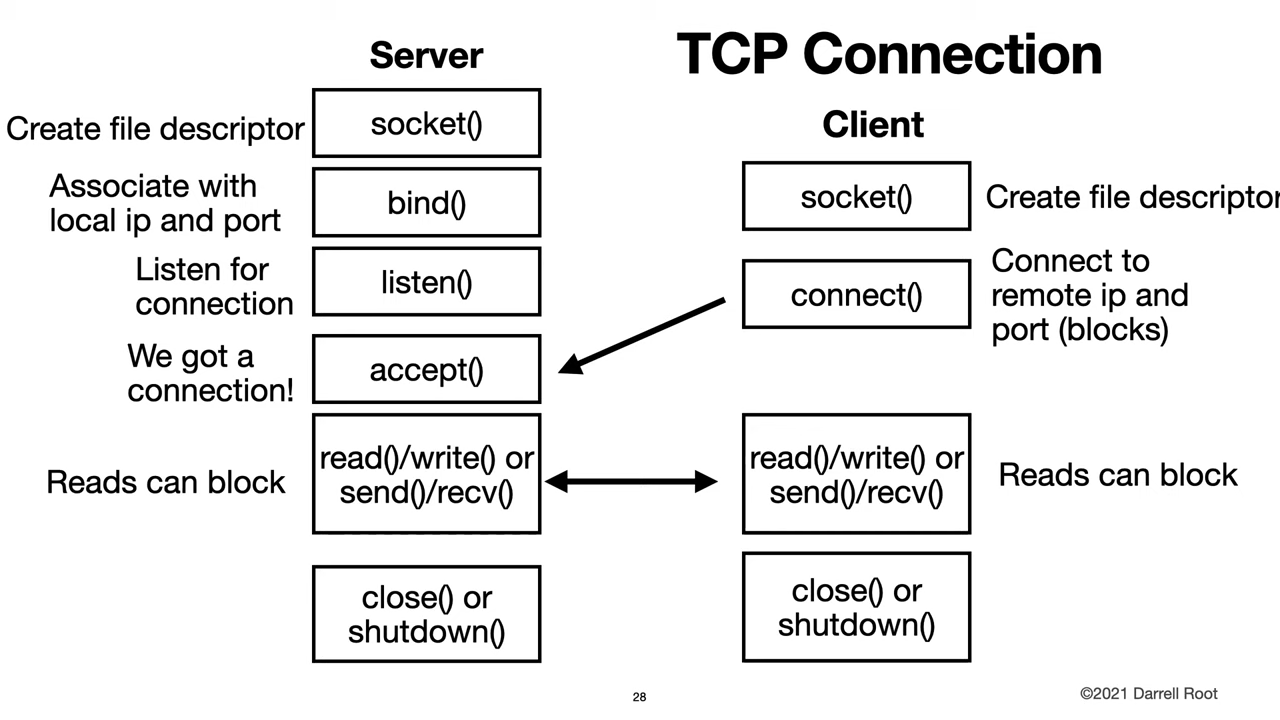 TCP Connection
Server
Create file descriptor
socket()
Associate with
local ip and port
bind()
Listen for
connection
listen()
We got a
connection!
accept()
Reads can block
read()/write() or
send()/recv()
close() or
shutdown()
Client
socket()
Create file descriptor
connect()
Connect to
remote ip and
port (blocks)
read()/write() or
send()/recv()
Reads can block
close() or
shutdown()
28
©2021 Darrell Root